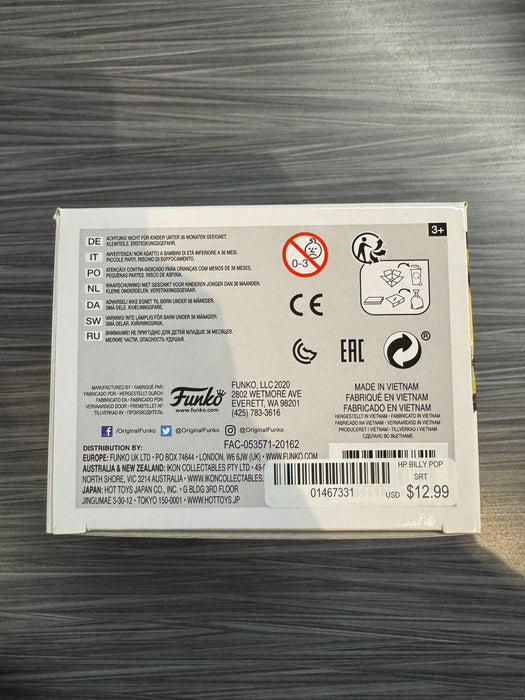 3+
DE ACHTUNG! NICHT FÜR KINDER UNTER 36 MONATEN GEEIGNET.
KLEINTEILE, ERSTICKUNGSGEFAHR.
IT AVVERTENZA! NON ADATTO A BAMBINI DI ETÀ INFERIORE A 36 MESI.
PICCOLE PARTI. RISCHIO DI SOFFOCAMENTO.
PO ATENÇÃO! CONTRA-INDICADO PARA CRIANÇAS COM MENOS DE 36 MESES.
PEQUENAS PARTES. RISCO DE ASFIXIA.
NL WAARSCHUWING! NIET GESCHIKT VOOR KINDEREN JONGER DAN 36 MAANDEN.
KLEINE ONDERDELEN, VERSTIKKINGSGEVAAR.
DA ADVARSEL! IKKE EGNET TIL BØRN UNDER 36 MÅNEDER.
SMÅ DELE, KVÆLNINGSFARE.
SW VARNING! INTE LÄMPLIG FÖR BARN UNDER 36 MÅNADER.
SMÅ DELAR, KVÄVNINGSRISK.
RU ВНИМАНИЕ! НЕ ПРИГОДНО ДЛЯ ДЕТЕЙ МЛАДШЕ 36 МЕСЯЦЕВ.
МЕЛКИЕ ЧАСТИ. ОПАСНОСТЬ УДУШЬЯ.
0-3
CE
EAC
®
MANUFACTURED BY • FABRIQUÉ PAR:
FABRICADO POR • HERGESTELLT DURCH:
FABBRICATO DA • FABRICADO POR:
VERVAARDIGD DOOR • FREMSTILLET AF
TILLVERKAD AV • ПРОИЗВОДИТЕЛЬ:
Funko
www.funko.com
FUNKO, LLC 2020
2802 WETMORE AVE
EVERETT, WA 98201
(425) 783-3616
MADE IN VIETNAM
FABRIQUÉ EN VIETNAM
FABRICADO EN VIETNAM
FABRICADO NA VIETNAM • HERGESTELLT IN VIETNAM
FABBRICATO IN VIETNAM • VERVAARDIGD IN VIETNAM
PRODUCERET I VIETNAM • TILLVERKAD I VIETNAM
СДЕЛАНО ВО ВЬЕТНАМЕ
/OriginalFunko @OriginalFunko @OriginalFunko
FAC-053571-20162
DISTRIBUTION BY:
EUROPE: FUNKO UK LTD • PO BOX 74644 • LONDON, W6 6JW (UK) • WWW.FUNKO.COM
AUSTRALIA & NEW ZEALAND: IKON COLLECTABLES PTY LTD • 49-
NORTH SHORE, VIC 3214 AUSTRALIA • WWW.IKONCOLLECTABLES.
JAPAN: HOT TOYS JAPAN CO., INC. • G BLDG 3RD FLOOR
JINGUMAE 3-30-12 • TOKYO 150-0001 • WWW.HOTTOYS.
01467331
HP BILLY POP
SRT
USD $12.99